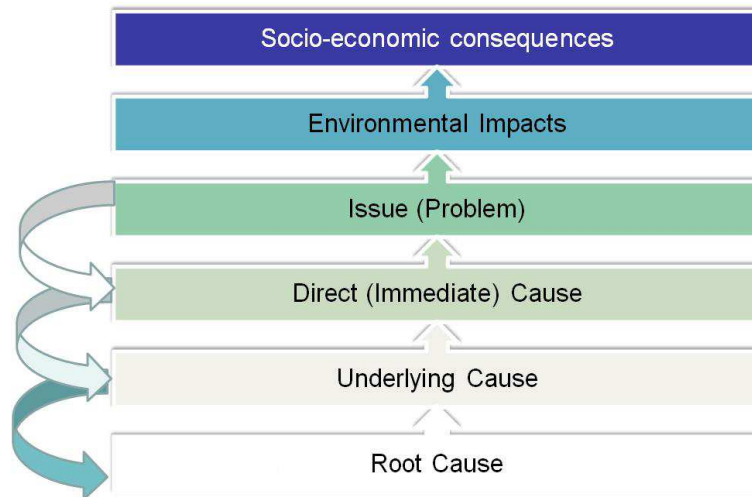 Socio-economic consequences
Environmental Impacts
Issue (Problem)
Direct (Immediate) Cause
Underlying Cause
Root Cause